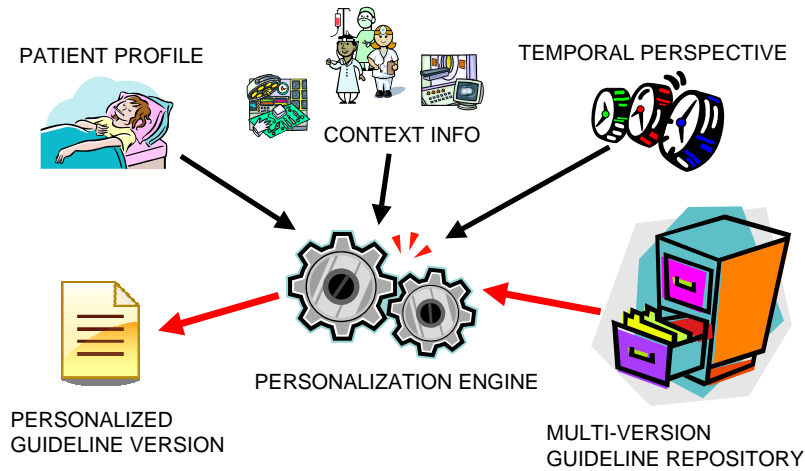 PATIENT PROFILE
TEMPORAL PERSPECTIVE
CONTEXT INFO
PERSONALIZATION ENGINE
PERSONALIZED
GUIDELINE VERSION
MULTI-VERSION
GUIDELINE REPOSITORY